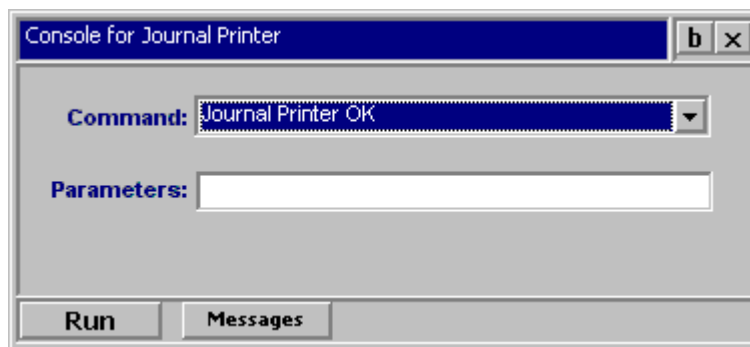 Console for Journal Printer b ×
Command: Journal Printer OK
Parameters:
Run Messages